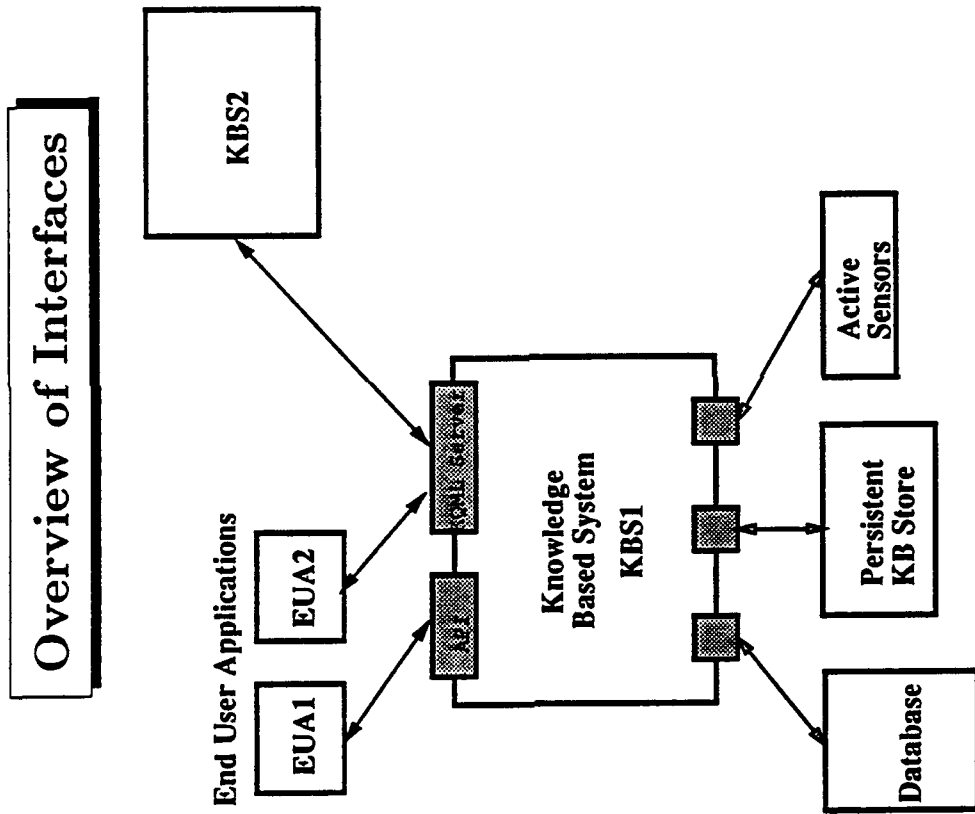 Overview of Interfaces
End User Applications
EUA1
EUA2
KBS2
API
KQML Server
Knowledge
Based System
KBS1
Database
Persistent
KB Store
Active
Sensors